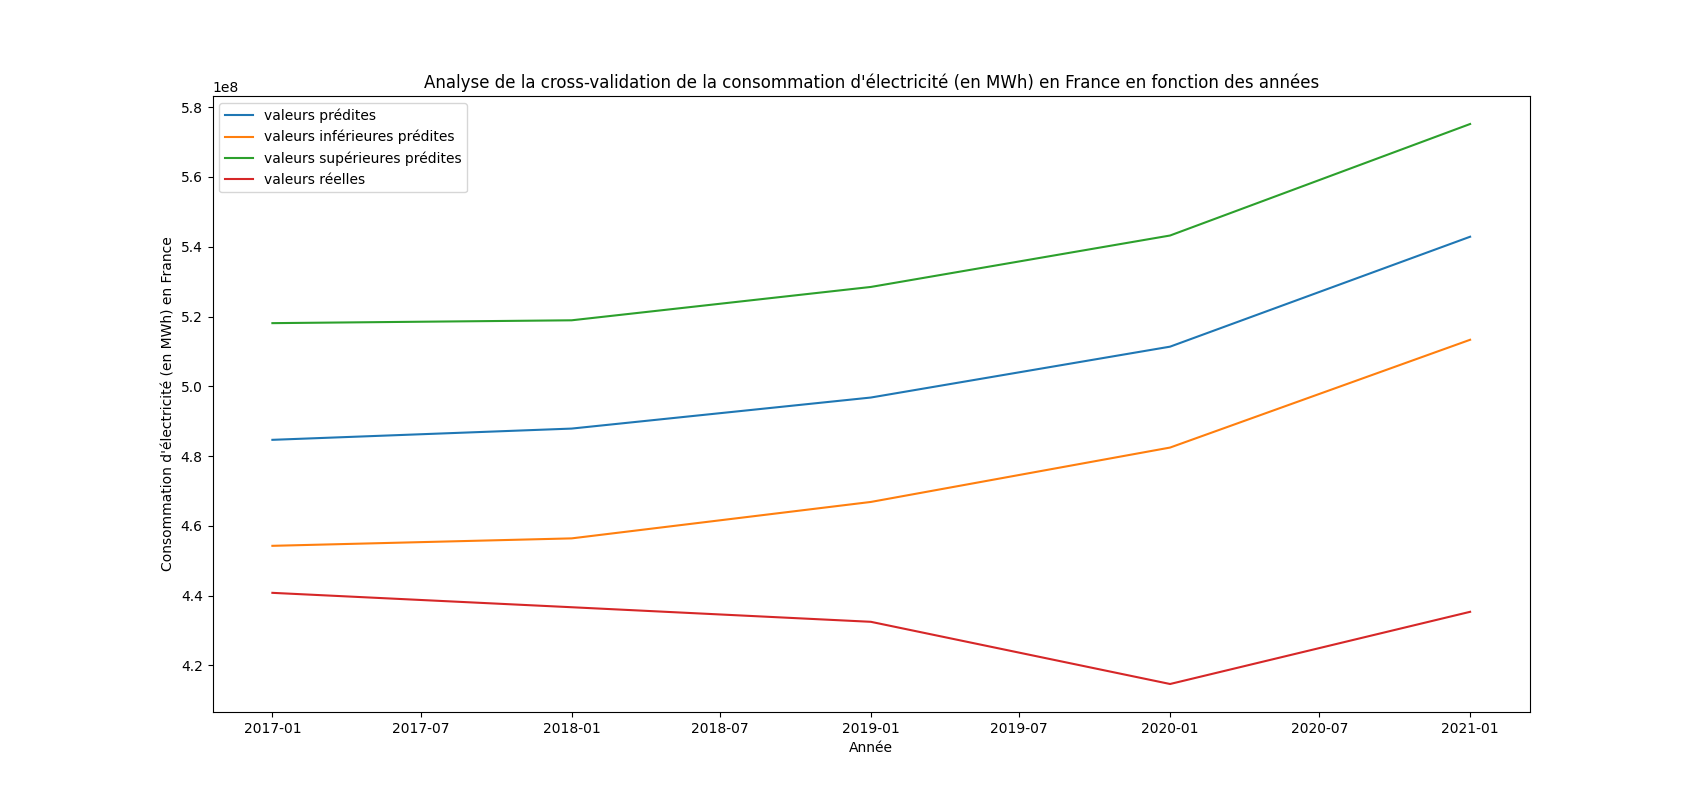 Analyse de la cross-validation de la consommation d'électricité (en MWh) en France en fonction des années
1e8
valeurs prédites
valeurs inférieures prédites
valeurs supérieures prédites
valeurs réelles
5.8
5.6
5.4
5.2
5.0
4.8
4.6
4.4
4.2
Consommation d'électricité (en MWh) en France
2017-01 2017-07 2018-01 2018-07 2019-01 2019-07 2020-01 2020-07 2021-01
Année